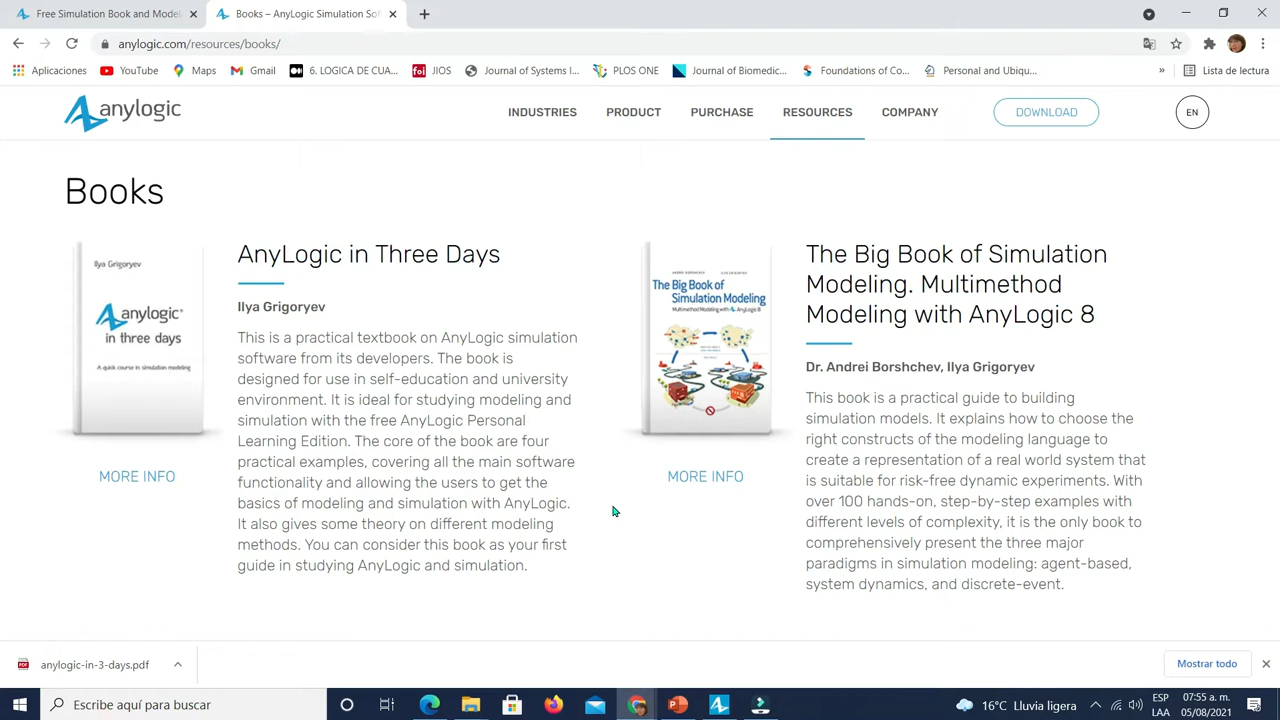 Free Simulation Book and Model
Books – AnyLogic Simulation Sof
anylogic.com/resources/books/
Aplicaciones
YouTube
Maps
Gmail
6. LOGICA DE CUA...
foi
JIOS
Journal of Systems I...
PLOS ONE
Journal of Biomedic...
Foundations of Co...
Personal and Ubiqu...
»
Lista de lectura
anylogic
INDUSTRIES
PRODUCT
PURCHASE
RESOURCES
COMPANY
DOWNLOAD
EN
Books
Ilya Grigoryev
anylogic®
in three days
A quick course in simulation modeling
MORE INFO
AnyLogic in Three Days
Ilya Grigoryev
This is a practical textbook on AnyLogic simulation
software from its developers. The book is
designed for use in self-education and university
environment. It is ideal for studying modeling and
simulation with the free AnyLogic Personal
Learning Edition. The core of the book are four
practical examples, covering all the main software
functionality and allowing the users to get the
basics of modeling and simulation with AnyLogic.
It also gives some theory on different modeling
methods. You can consider this book as your first
guide in studying AnyLogic and simulation.
ANDREI BORSHCHEV
ILYA GRIGORYEV
The Big Book of
Simulation Modeling
Multimethod Modeling with AnyLogic 8
MORE INFO
The Big Book of Simulation
Modeling. Multimethod
Modeling with AnyLogic 8
Dr. Andrei Borshchev, Ilya Grigoryev
This book is a practical guide to building
simulation models. It explains how to choose the
right constructs of the modeling language to
create a representation of a real world system that
is suitable for risk-free dynamic experiments. With
over 100 hands-on, step-by-step examples with
different levels of complexity, it is the only book to
comprehensively present the three major
paradigms in simulation modeling: agent-based,
system dynamics, and discrete-event.
PDF
anylogic-in-3-days.pdf
Mostrar todo
Escribe aquí para buscar
16°C Lluvia ligera
ESP
LAA
07:55 a. m.
05/08/2021